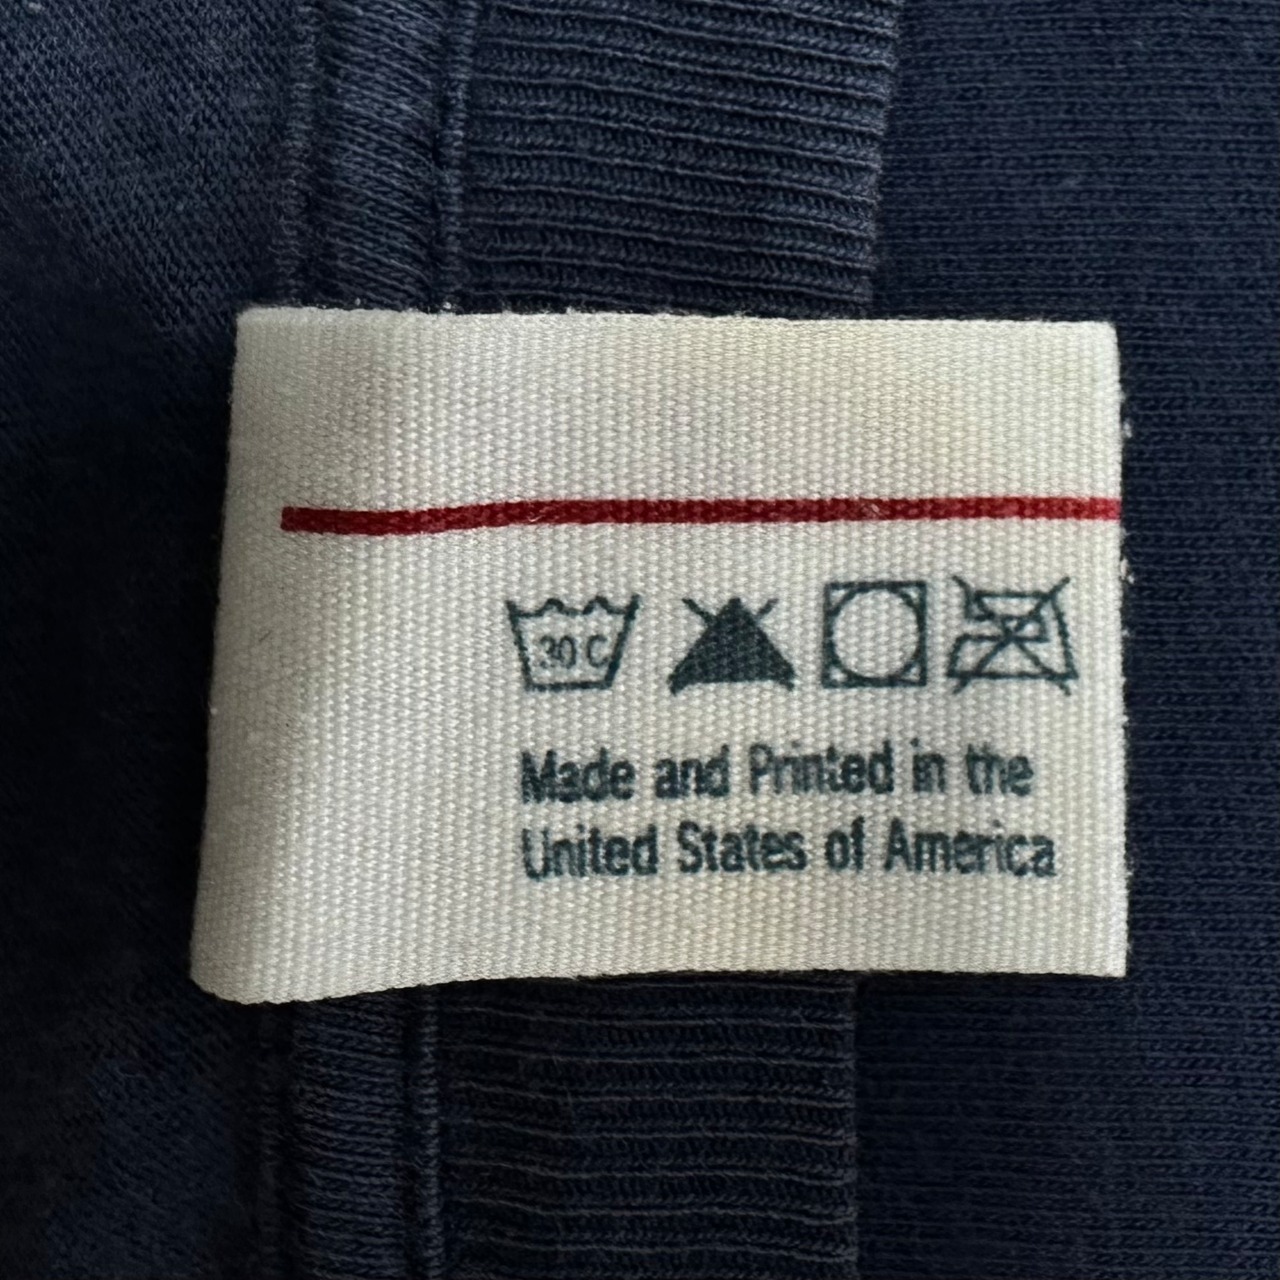 30 C
Made and Printed in the
United States of America